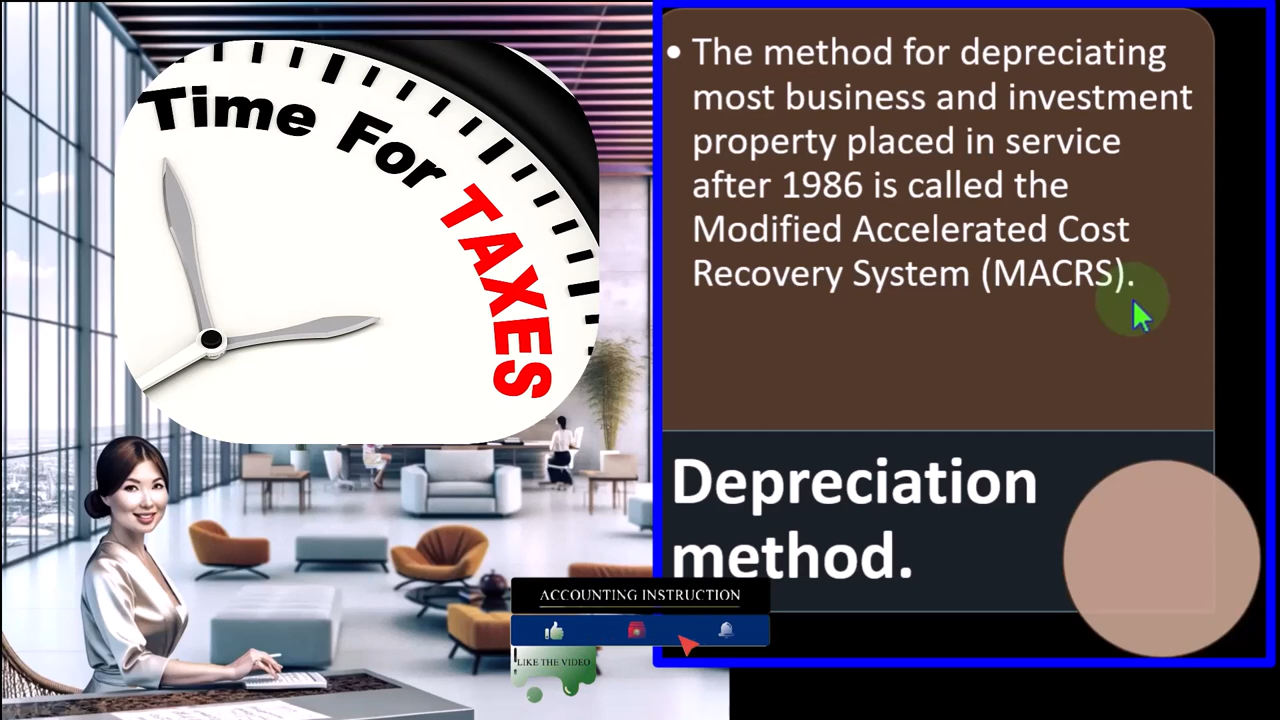 Time For TAXES
• The method for depreciating
most business and investment
property placed in service
after 1986 is called the
Modified Accelerated Cost
Recovery System (MACRS).
Depreciation
method.
ACCOUNTING INSTRUCTION
LIKE THE VIDEO